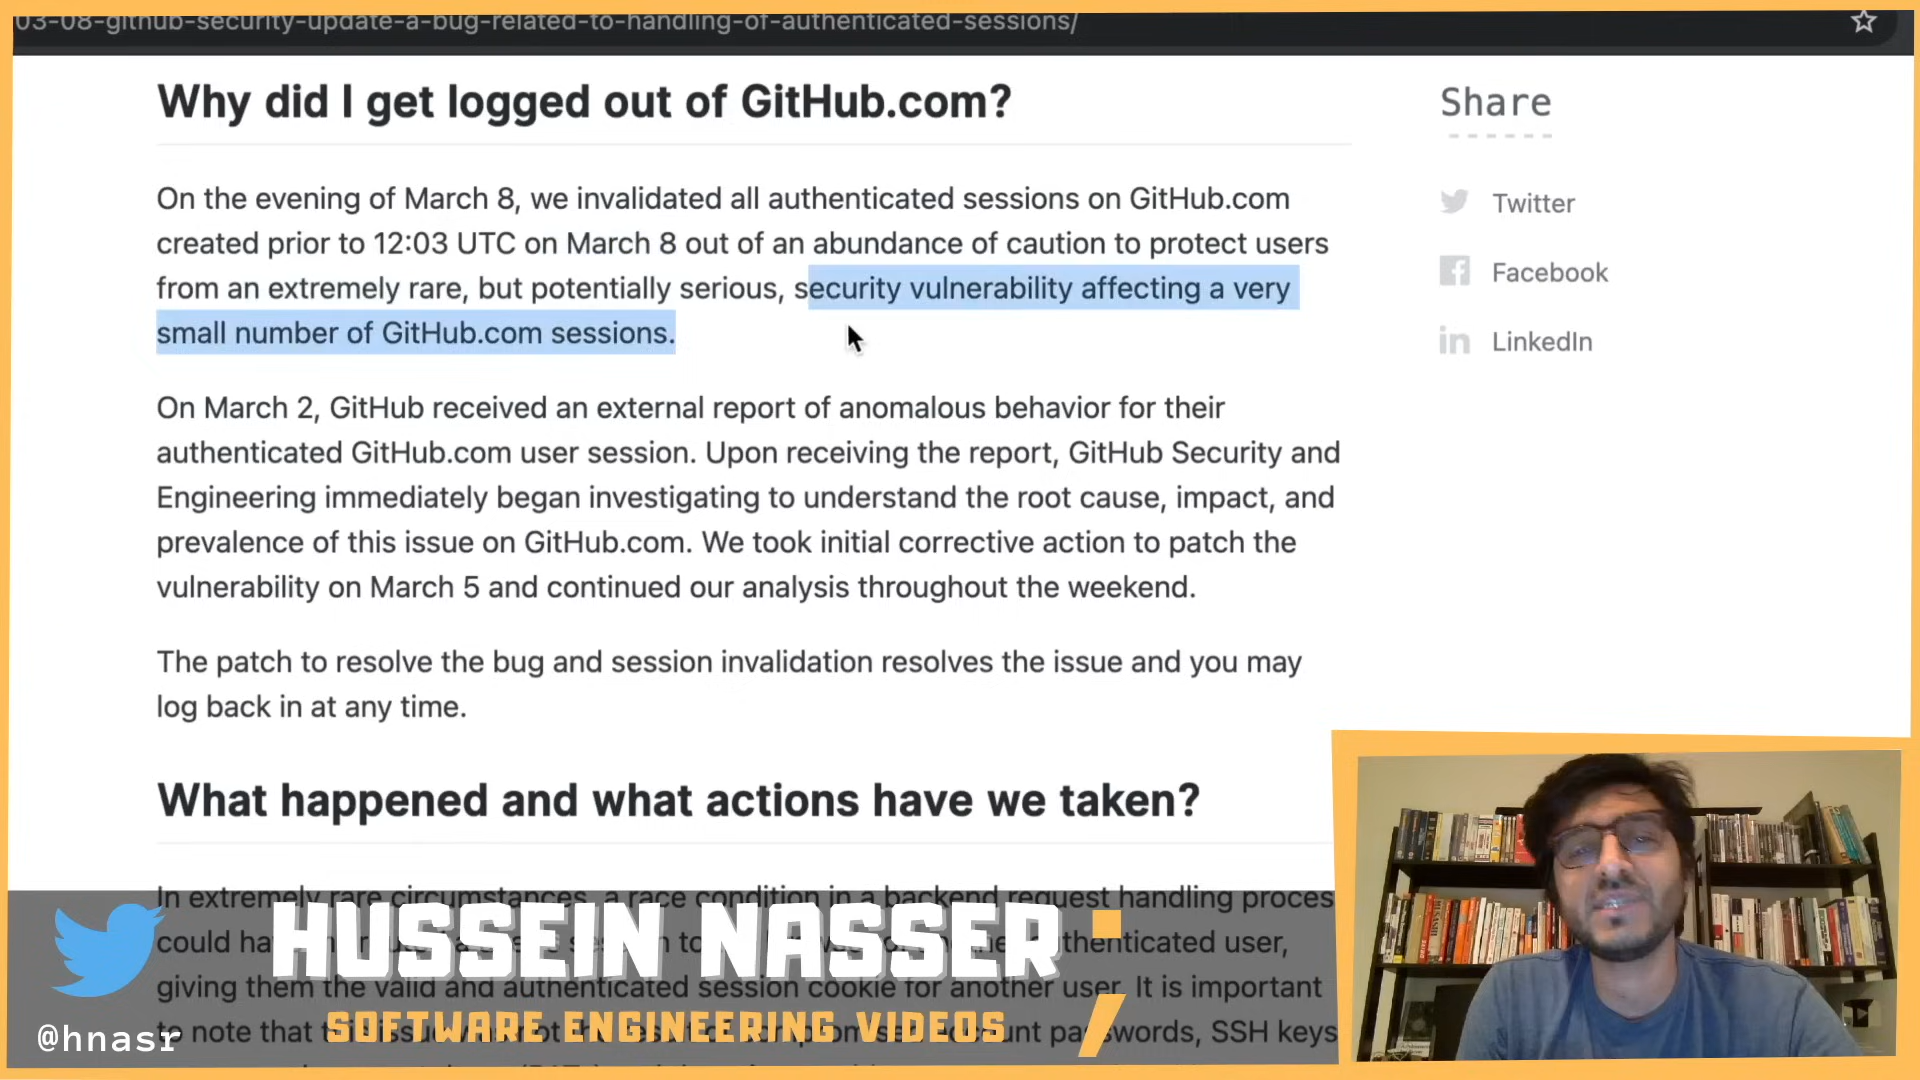 03-08-github-security-update-a-bug-related-to-handling-of-authenticated-sessions/
Why did I get logged out of GitHub.com?
On the evening of March 8, we invalidated all authenticated sessions on GitHub.com
created prior to 12:03 UTC on March 8 out of an abundance of caution to protect users
from an extremely rare, but potentially serious, security vulnerability affecting a very
small number of GitHub.com sessions.
On March 2, GitHub received an external report of anomalous behavior for their
authenticated GitHub.com user session. Upon receiving the report, GitHub Security and
Engineering immediately began investigating to understand the root cause, impact, and
prevalence of this issue on GitHub.com. We took initial corrective action to patch the
vulnerability on March 5 and continued our analysis throughout the weekend.
The patch to resolve the bug and session invalidation resolves the issue and you may
log back in at any time.
What happened and what actions have we taken?
In extremely rare circumstances, a race condition in a backend request handling proces
could
authenticated user,
giving them the valid and authenticated session cookie for another user. It is important
to note that
passwords, SSH keys
Share
Twitter
Facebook
LinkedIn
HUSSEIN NASSER;
SOFTWARE ENGINEERING VIDEOS
@hnasr